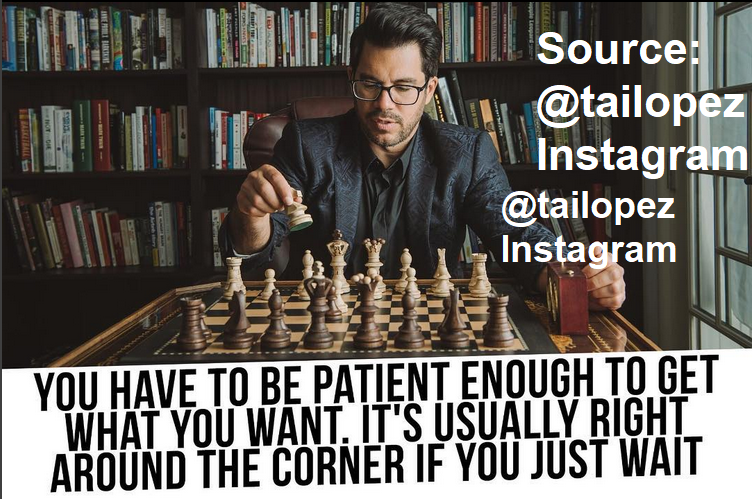 Source:
@tailopez
Instagram
@tailopez
Instagram
YOU HAVE TO BE PATIENT ENOUGH TO GET
WHAT YOU WANT. IT'S USUALLY RIGHT
AROUND THE CORNER IF YOU JUST WAIT